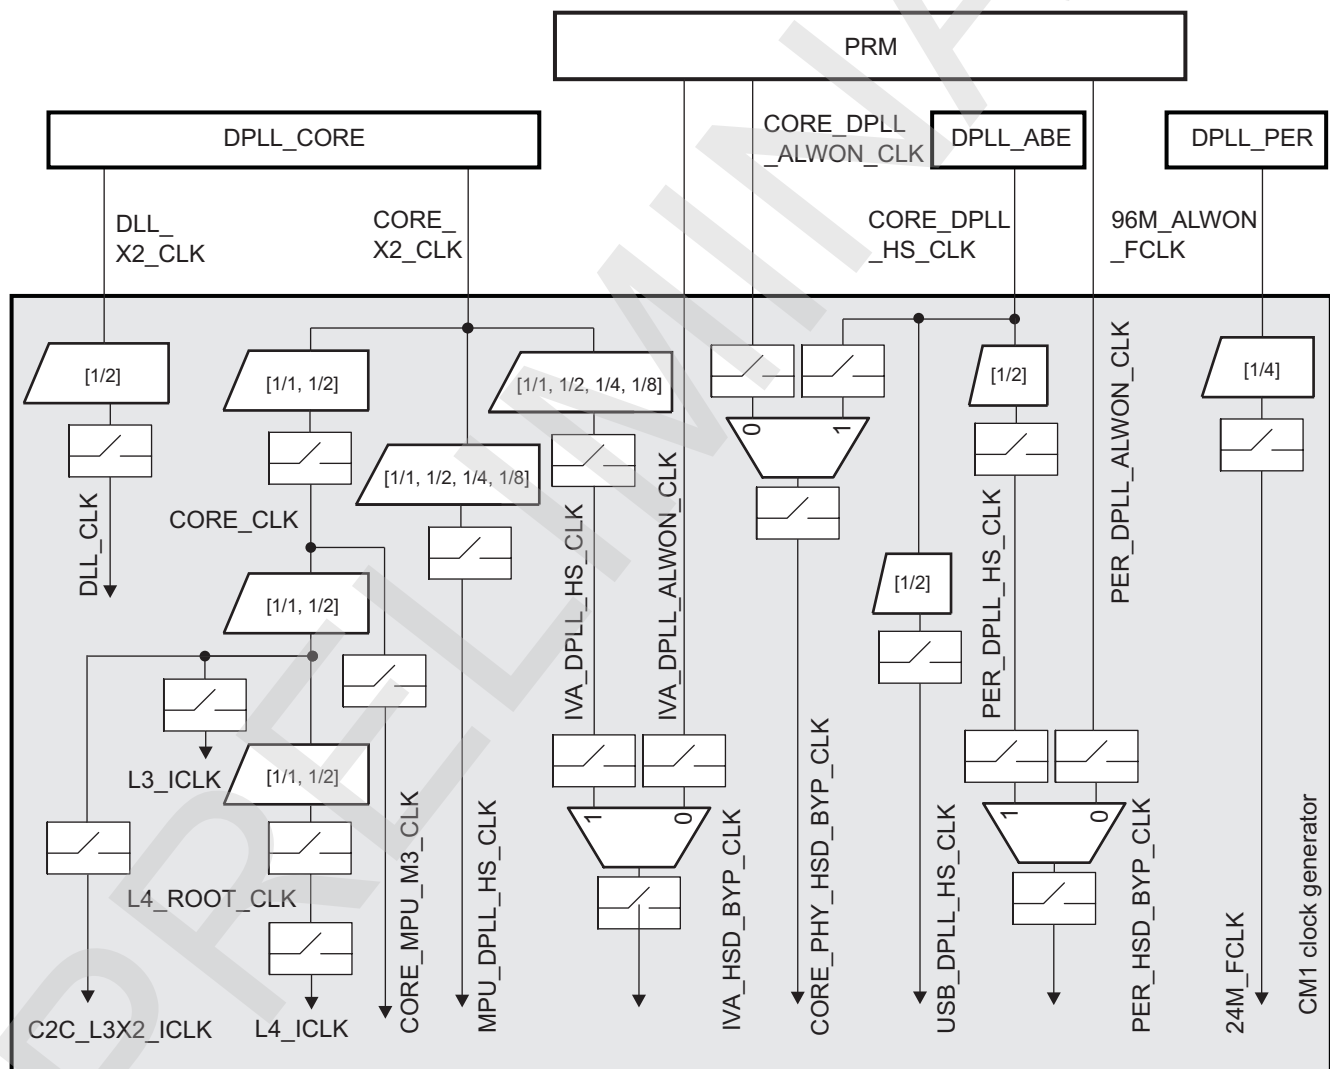 PRM
DPLL_CORE
CORE_DPLL
_ALWON_CLK
DPLL_ABE
DPLL_PER
DLL_
X2_CLK
CORE_
X2_CLK
CORE_DPLL
_HS_CLK
96M_ALWON
_FCLK
[1/2]
[1/1, 1/2]
[1/1, 1/2, 1/4, 1/8]
[1/2]
[1/4]
PER_DPLL_ALWON_CLK
0
1
[1/1, 1/2, 1/4, 1/8]
DLL_CLK
CORE_CLK
IVA_DPLL_HS_CLK
IVA_DPLL_ALWON_CLK
[1/1, 1/2]
[1/2]
PER_DPLL_HS_CLK
L3_ICLK
[1/1, 1/2]
1
0
1
0
L4_ROOT_CLK
CORE_MPU_M3_CLK
MPU_DPLL_HS_CLK
IVA_HSD_BYP_CLK
CORE_PHY_HSD_BYP_CLK
USB_DPLL_HS_CLK
PER_HSD_BYP_CLK
24M_FCLK
CM1 clock generator
C2C_L3X2_ICLK
L4_ICLK
PRELIMINA